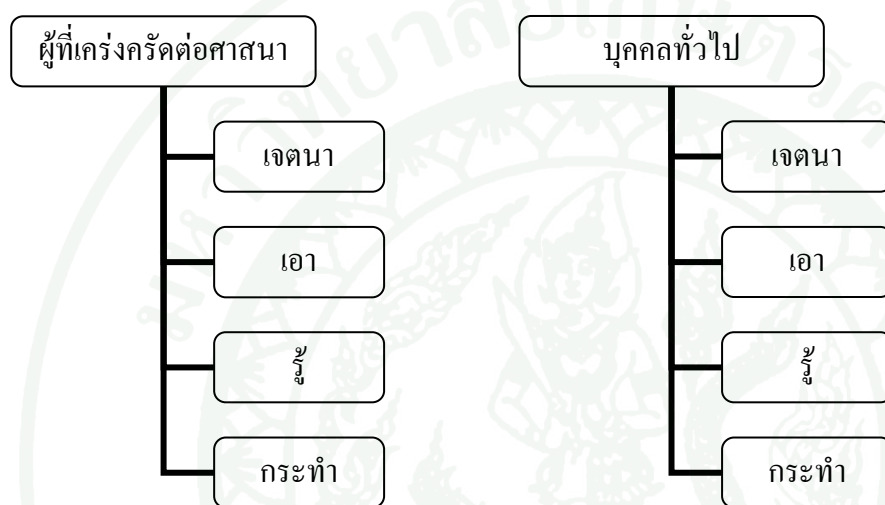 ผู้ที่เคร่งครัดต่อศาสนา
เจตนา
เอา
รู้
กระทำ
บุคคลทั่วไป
เจตนา
เอา
รู้
กระทำ